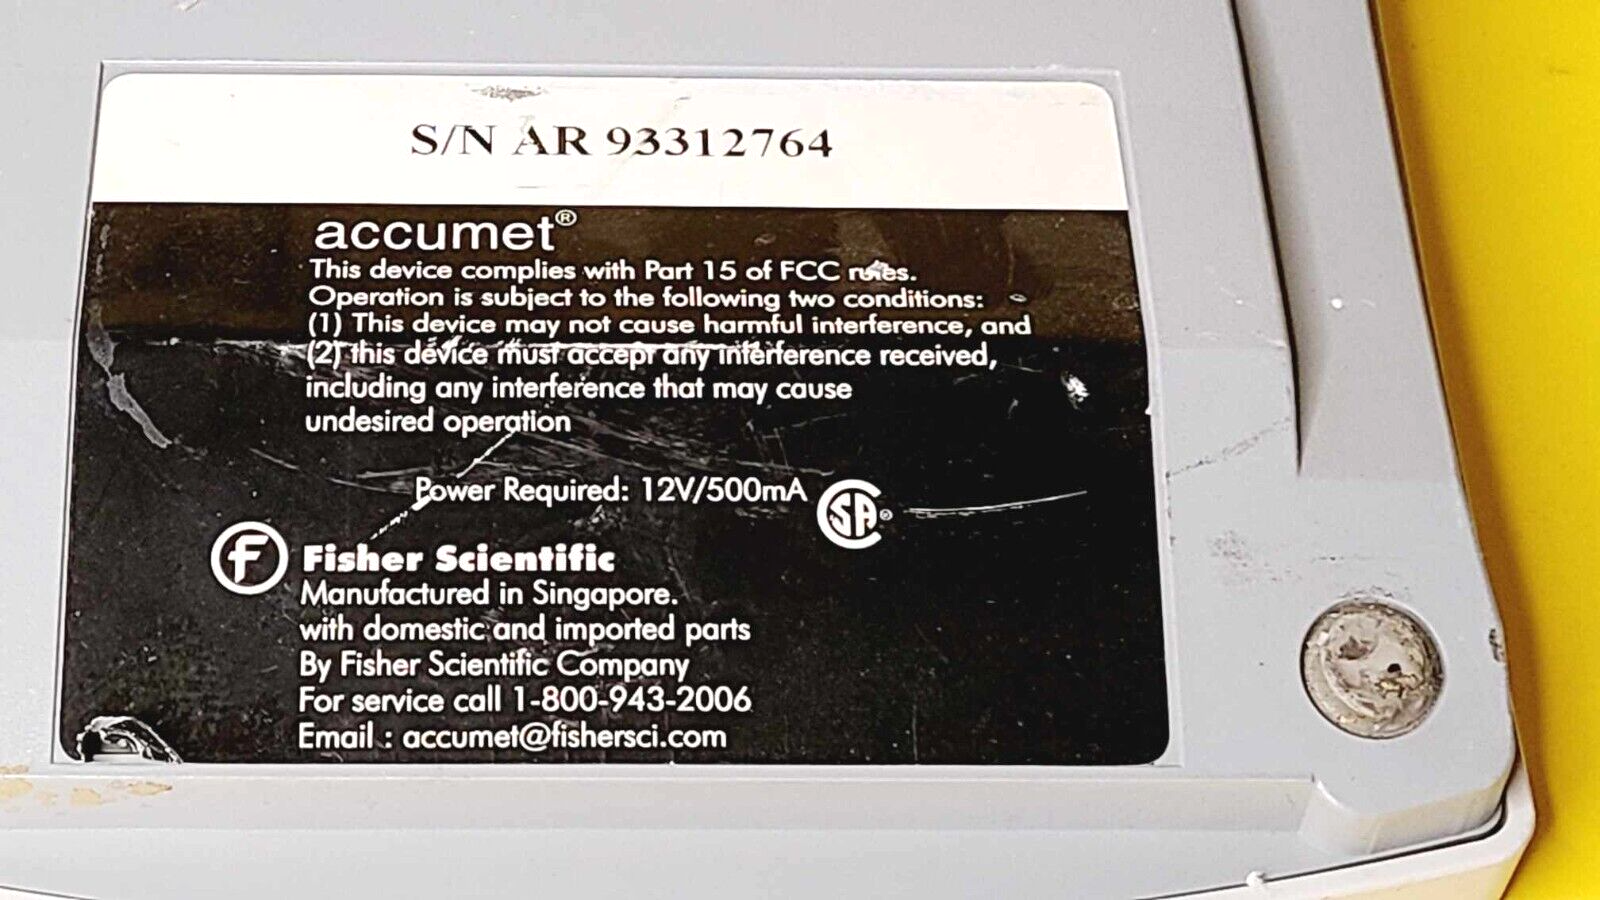 S/N AR 93312764
accumet®
This device complies with Part 15 of FCC rules.
Operation is subject to the following two conditions:
(1) This device may not cause harmful interference, and
(2) this device must accept any interference received,
including any interference that may cause
undesired operation
Power Required: 12V/500mA
CSA®
F Fisher Scientific
Manufactured in Singapore.
with domestic and imported parts
By Fisher Scientific Company
For service call 1-800-943-2006
Email : accumet@fishersci.com